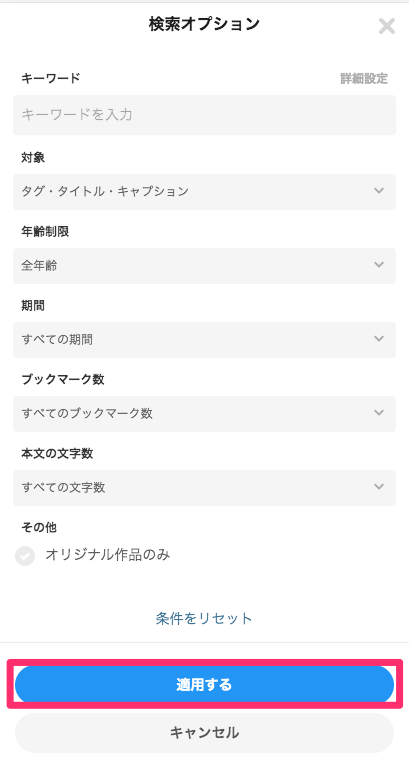 検索オプション
キーワード 詳細設定
キーワードを入力
対象
タグ・タイトル・キャプション
年齢制限
全年齢
期間
すべての期間
ブックマーク数
すべてのブックマーク数
本文の文字数
すべての文字数
その他
オリジナル作品のみ
条件をリセット
適用する
キャンセル